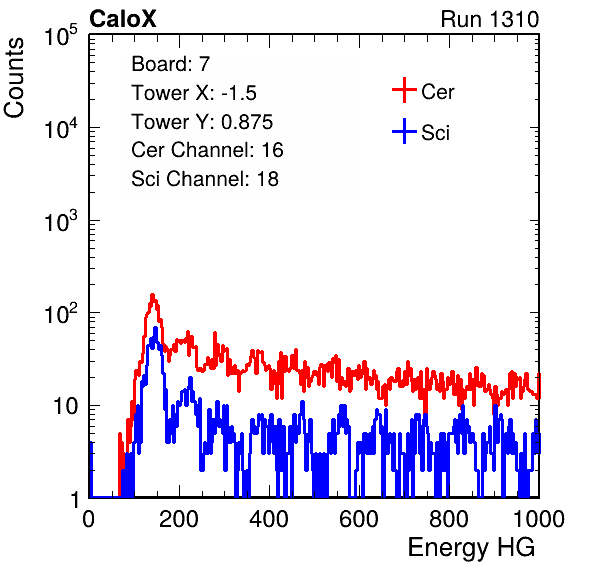 CaloX Run 1310
Counts
10^5
10^4
10^3
10^2
10
1
Board: 7
Tower X: -1.5
Tower Y: 0.875
Cer Channel: 16
Sci Channel: 18
Cer
Sci
0 200 400 600 800 1000
Energy HG